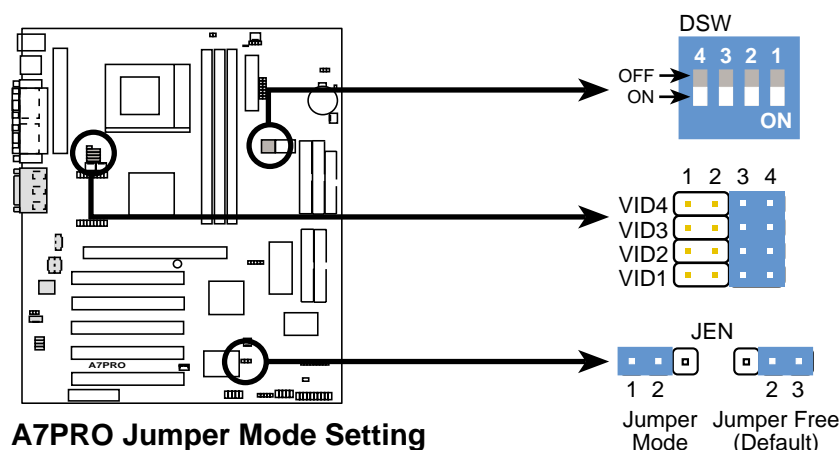 DSW
4 3 2 1
OFF
ON
ON
1 2 3 4
VID4
VID3
VID2
VID1
JEN
1 2
2 3
Jumper Mode
Jumper Free (Default)
A7PRO
A7PRO Jumper Mode Setting